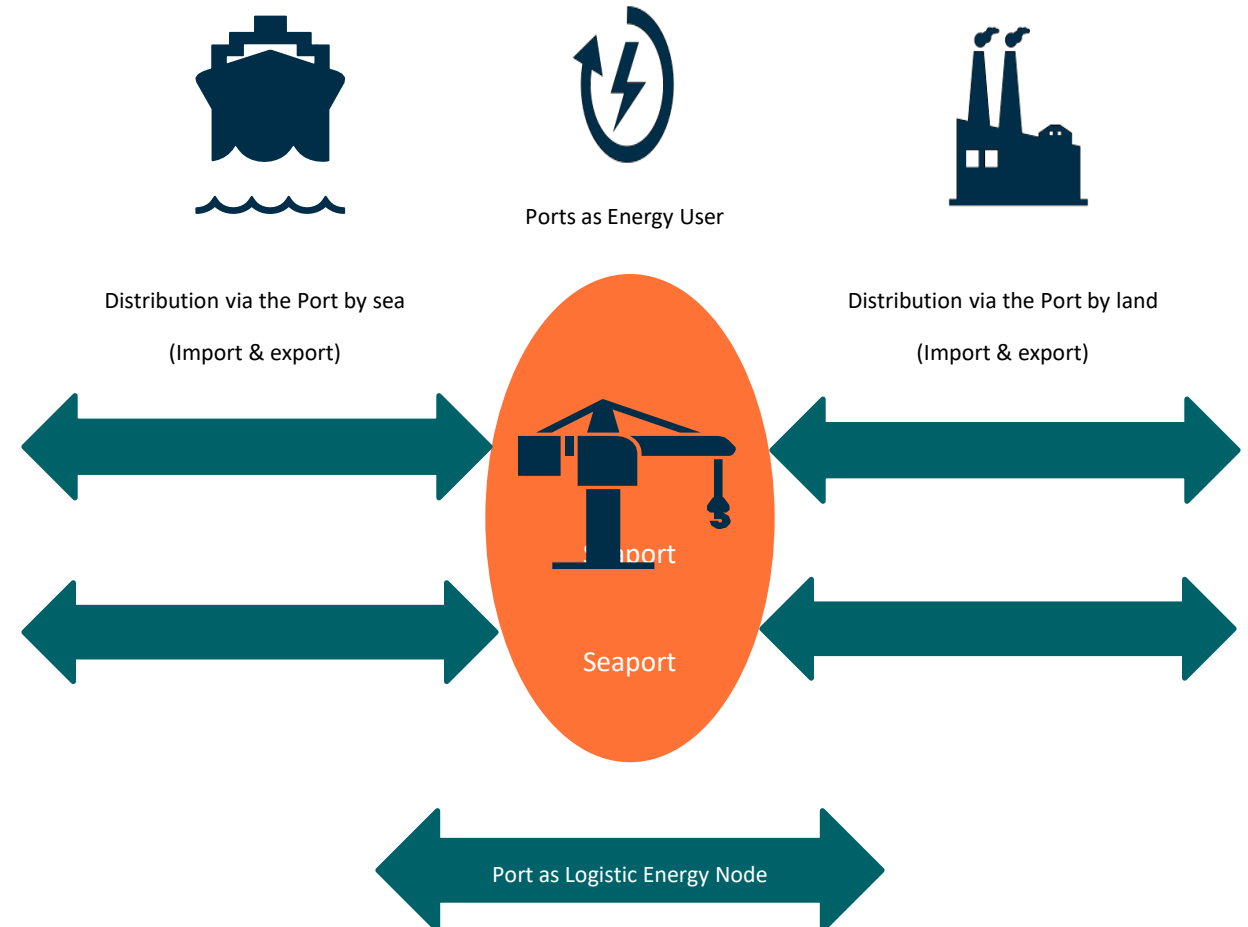 Ports as Energy User
Distribution via the Port by sea
(Import & export)
Distribution via the Port by land
(Import & export)
Seaport
Seaport
Port as Logistic Energy Node